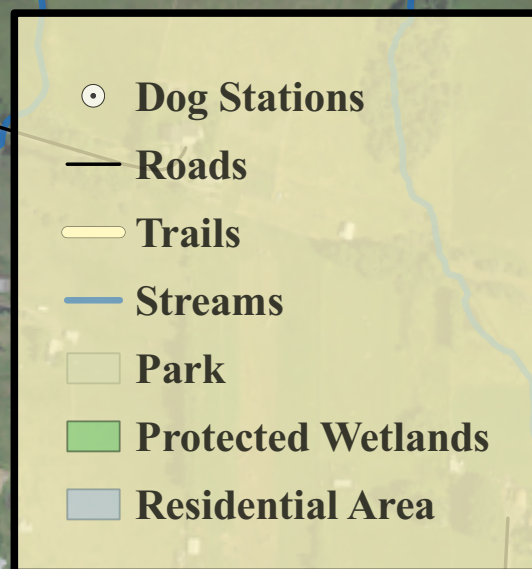 Dog Stations
Roads
Trails
Streams
Park
Protected Wetlands
Residential Area